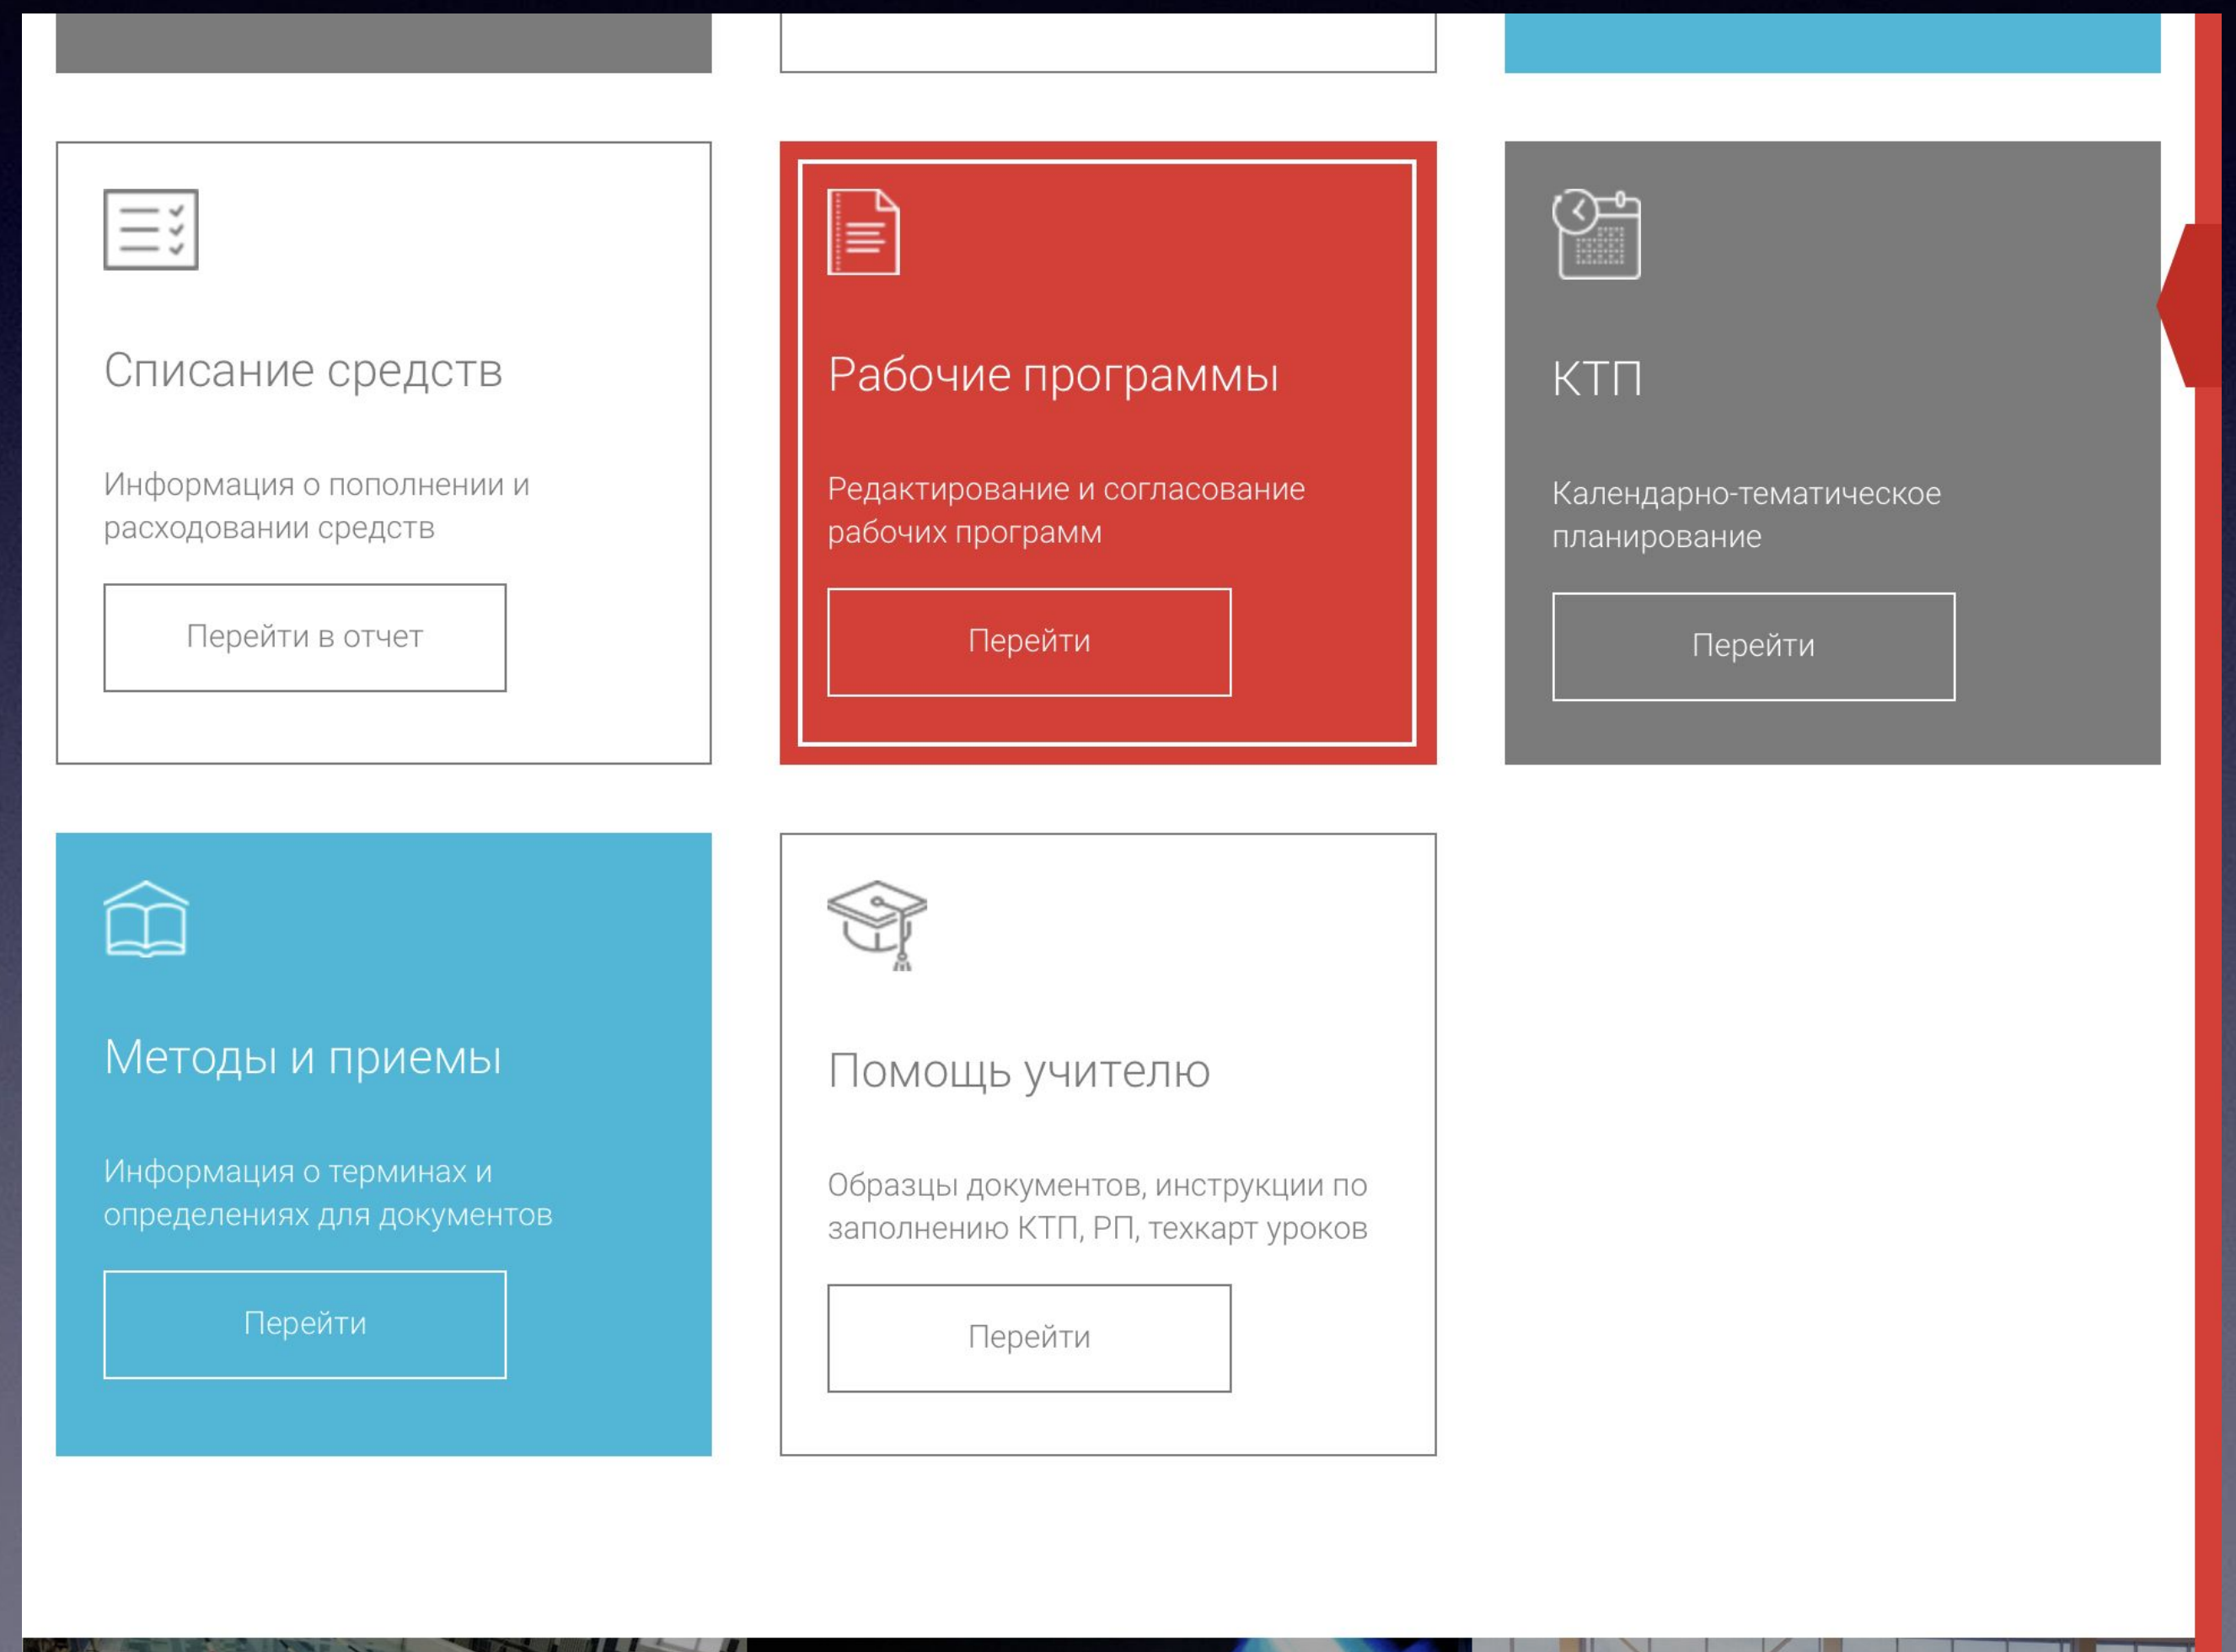 Списание средств
Информация о пополнении и
расходовании средств
Перейти в отчет
Рабочие программы
Редактирование и согласование
рабочих программ
Перейти
КТП
Календарно-тематическое
планирование
Перейти
Методы и приемы
Информация о терминах и
определениях для документов
Перейти
Помощь учителю
Образцы документов, инструкции по
заполнению КТП, РП, техкарт уроков
Перейти